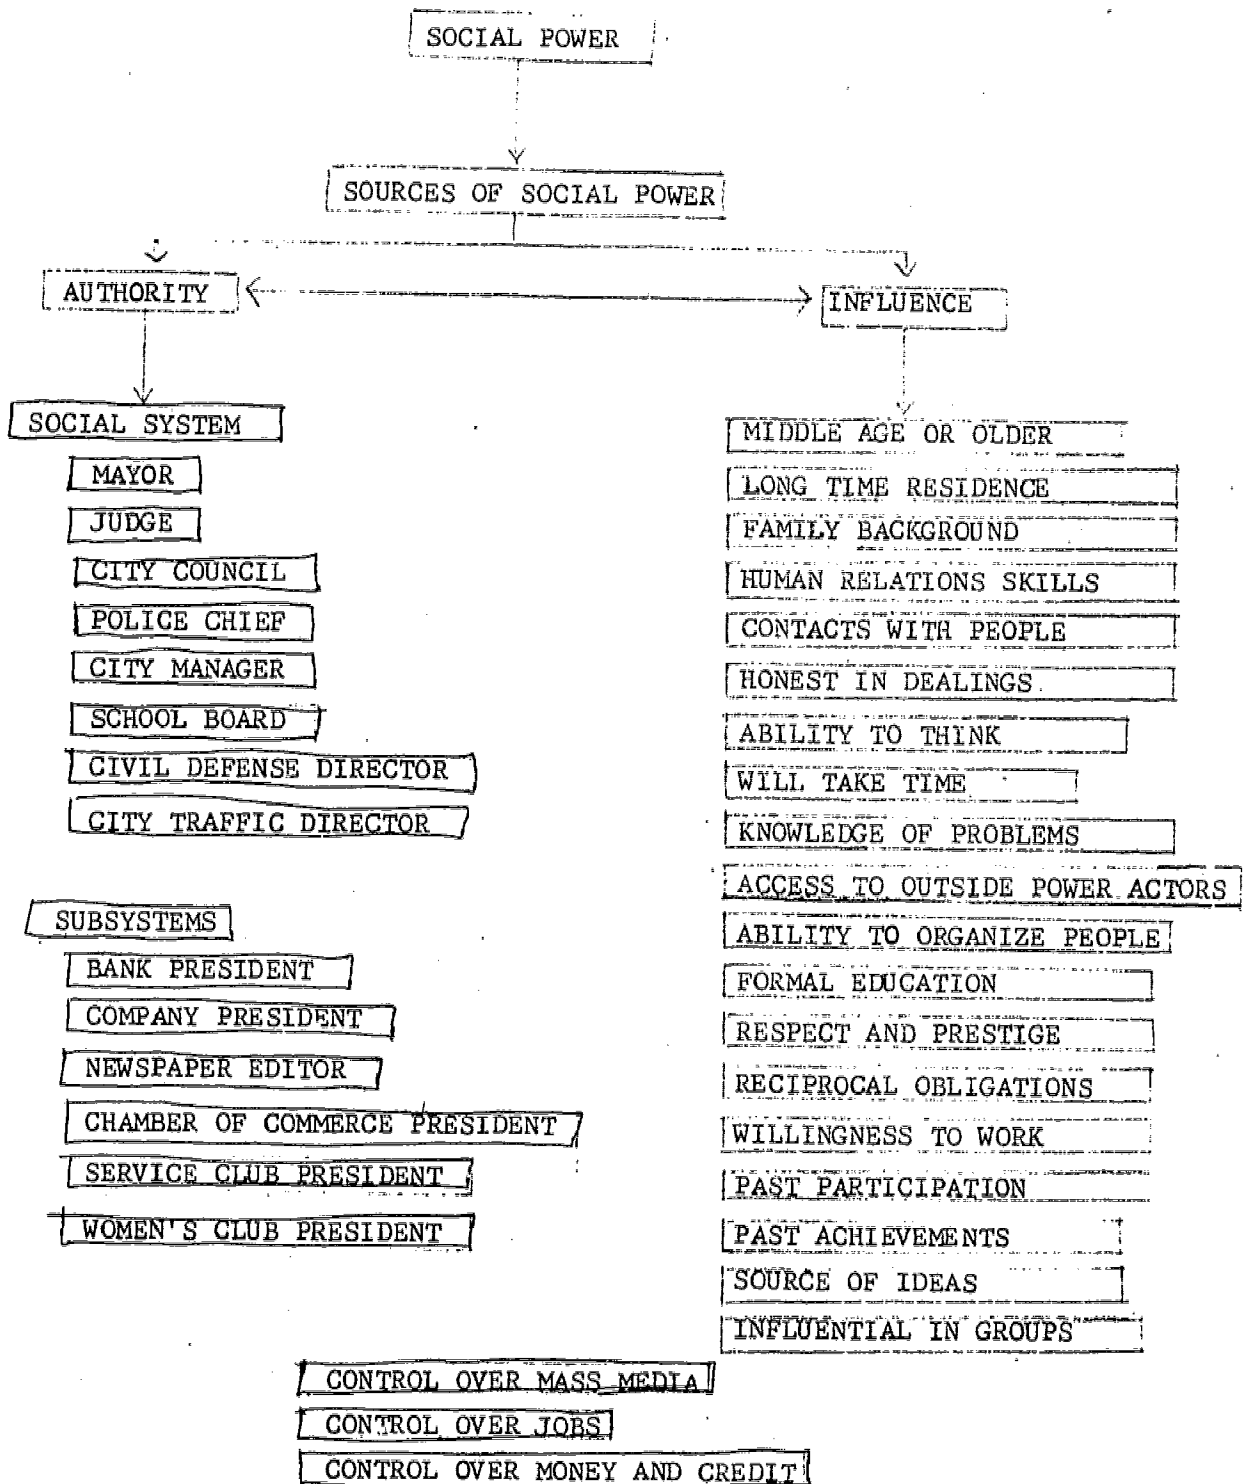 SOCIAL POWER
SOURCES OF SOCIAL POWER
AUTHORITY
INFLUENCE
SOCIAL SYSTEM
MAYOR
JUDGE
CITY COUNCIL
POLICE CHIEF
CITY MANAGER
SCHOOL BOARD
CIVIL DEFENSE DIRECTOR
CITY TRAFFIC DIRECTOR
SUBSYSTEMS
BANK PRESIDENT
COMPANY PRESIDENT
NEWSPAPER EDITOR
CHAMBER OF COMMERCE PRESIDENT
SERVICE CLUB PRESIDENT
WOMEN'S CLUB PRESIDENT
MIDDLE AGE OR OLDER
LONG TIME RESIDENCE
FAMILY BACKGROUND
HUMAN RELATIONS SKILLS
CONTACTS WITH PEOPLE
HONEST IN DEALINGS
ABILITY TO THINK
WILL TAKE TIME
KNOWLEDGE OF PROBLEMS
ACCESS TO OUTSIDE POWER ACTORS
ABILITY TO ORGANIZE PEOPLE
FORMAL EDUCATION
RESPECT AND PRESTIGE
RECIPROCAL OBLIGATIONS
WILLINGNESS TO WORK
PAST PARTICIPATION
PAST ACHIEVEMENTS
SOURCE OF IDEAS
INFLUENTIAL IN GROUPS
CONTROL OVER MASS MEDIA
CONTROL OVER JOBS
CONTROL OVER MONEY AND CREDIT